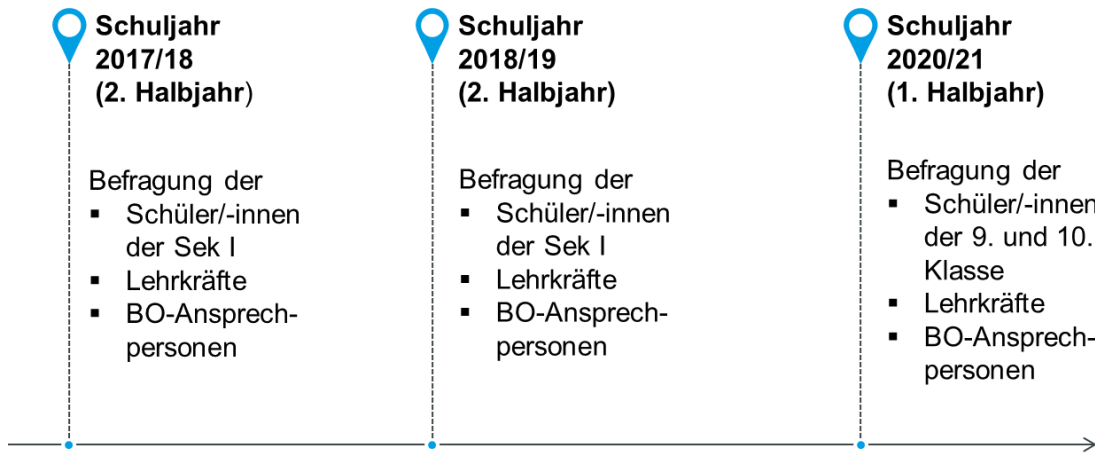 Schuljahr
2017/18
(2. Halbjahr)
Befragung der
▪ Schüler/-innen
der Sek I
▪ Lehrkräfte
▪ BO-Ansprech-
personen
Schuljahr
2018/19
(2. Halbjahr)
Befragung der
▪ Schüler/-innen
der Sek I
▪ Lehrkräfte
▪ BO-Ansprech-
personen
Schuljahr
2020/21
(1. Halbjahr)
Befragung der
▪ Schüler/-innen
der 9. und 10.
Klasse
▪ Lehrkräfte
▪ BO-Ansprech-
personen